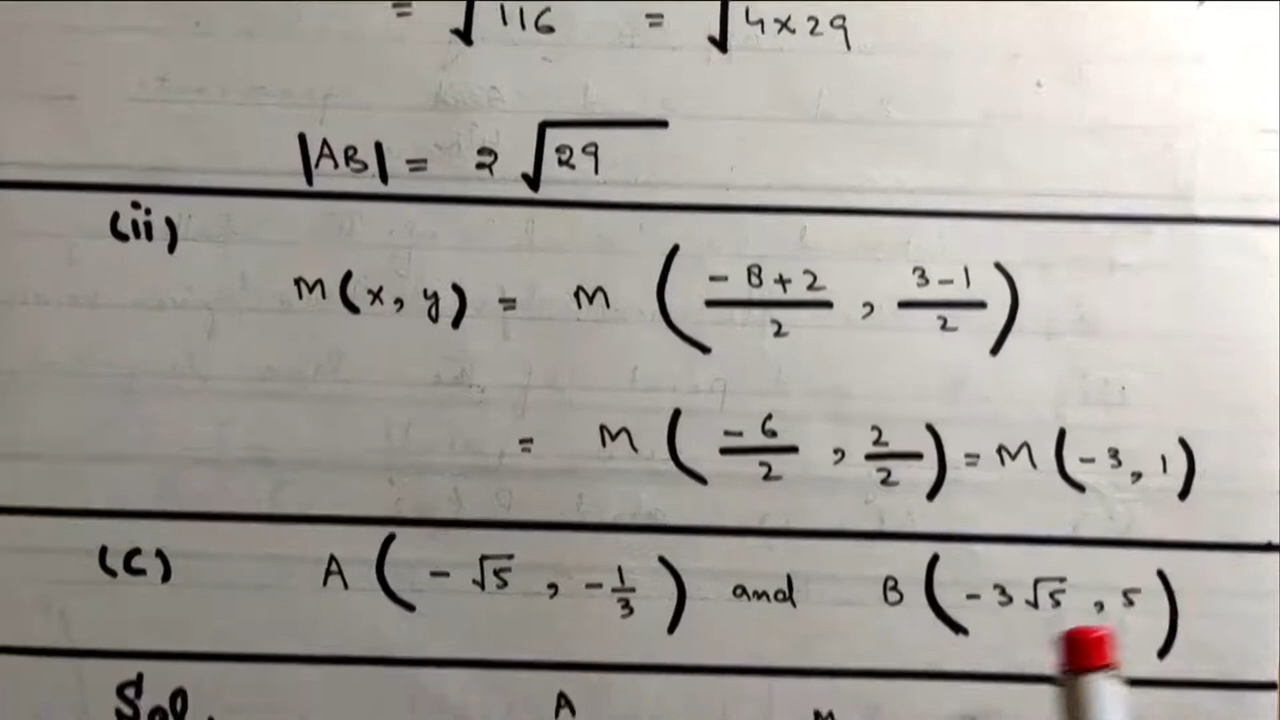 = √116 = √4×29
|AB| = 2 √29
(ii)
M(x, y) = M ( (-8+2)/2 , (3-1)/2 )
= M ( -6/2 , 2/2 ) = M (-3, 1)
(C) A ( -√5 , -1/3 ) and B ( -3√5 , 5 )
Sol. A M